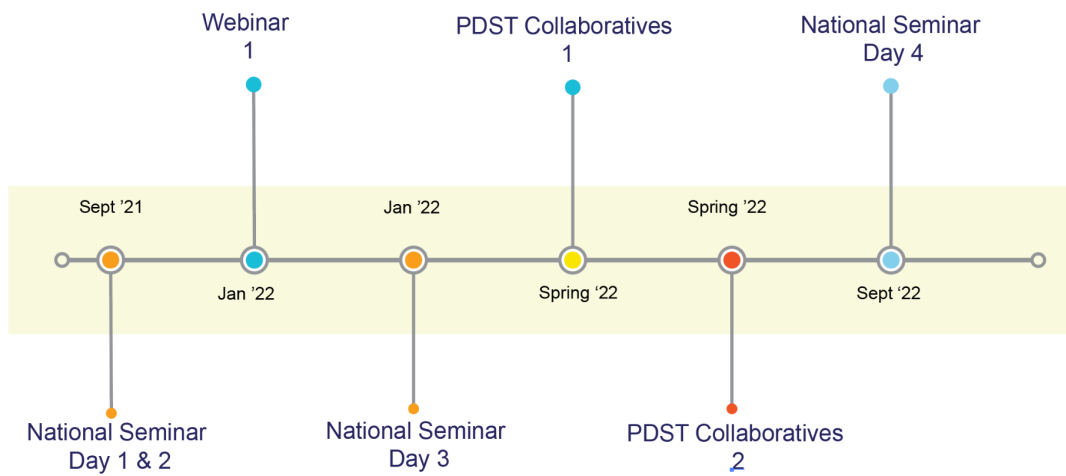 Webinar
1
PDST Collaboratives
1
National Seminar
Day 4
Sept ’21
Jan ’22
Spring ’22
Jan ’22
Spring ‘22
Sept ‘22
National Seminar
Day 1 & 2
National Seminar
Day 3
PDST Collaboratives
2